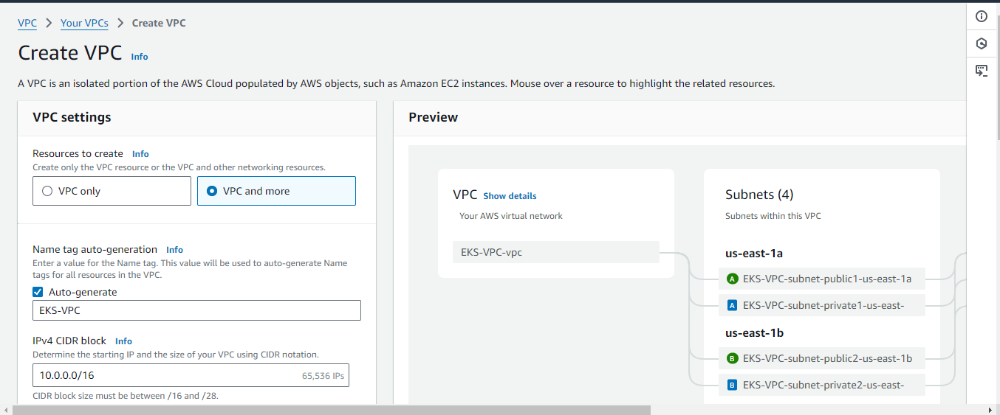 VPC > Your VPCs > Create VPC
Create VPC Info
A VPC is an isolated portion of the AWS Cloud populated by AWS objects, such as Amazon EC2 instances. Mouse over a resource to highlight the related resources.
VPC settings
Resources to create Info
Create only the VPC resource or the VPC and other networking resources.
VPC only
VPC and more
Name tag auto-generation Info
Enter a value for the Name tag. This value will be used to auto-generate Name
tags for all resources in the VPC.
Auto-generate
EKS-VPC
IPv4 CIDR block Info
Determine the starting IP and the size of your VPC using CIDR notation.
10.0.0.0/16 65,536 IPs
CIDR block size must be between /16 and /28.
Preview
VPC Show details
Your AWS virtual network
EKS-VPC-vpc
Subnets (4)
Subnets within this VPC
us-east-1a
A EKS-VPC-subnet-public1-us-east-1a
A EKS-VPC-subnet-private1-us-east-
us-east-1b
B EKS-VPC-subnet-public2-us-east-1b
B EKS-VPC-subnet-private2-us-east-